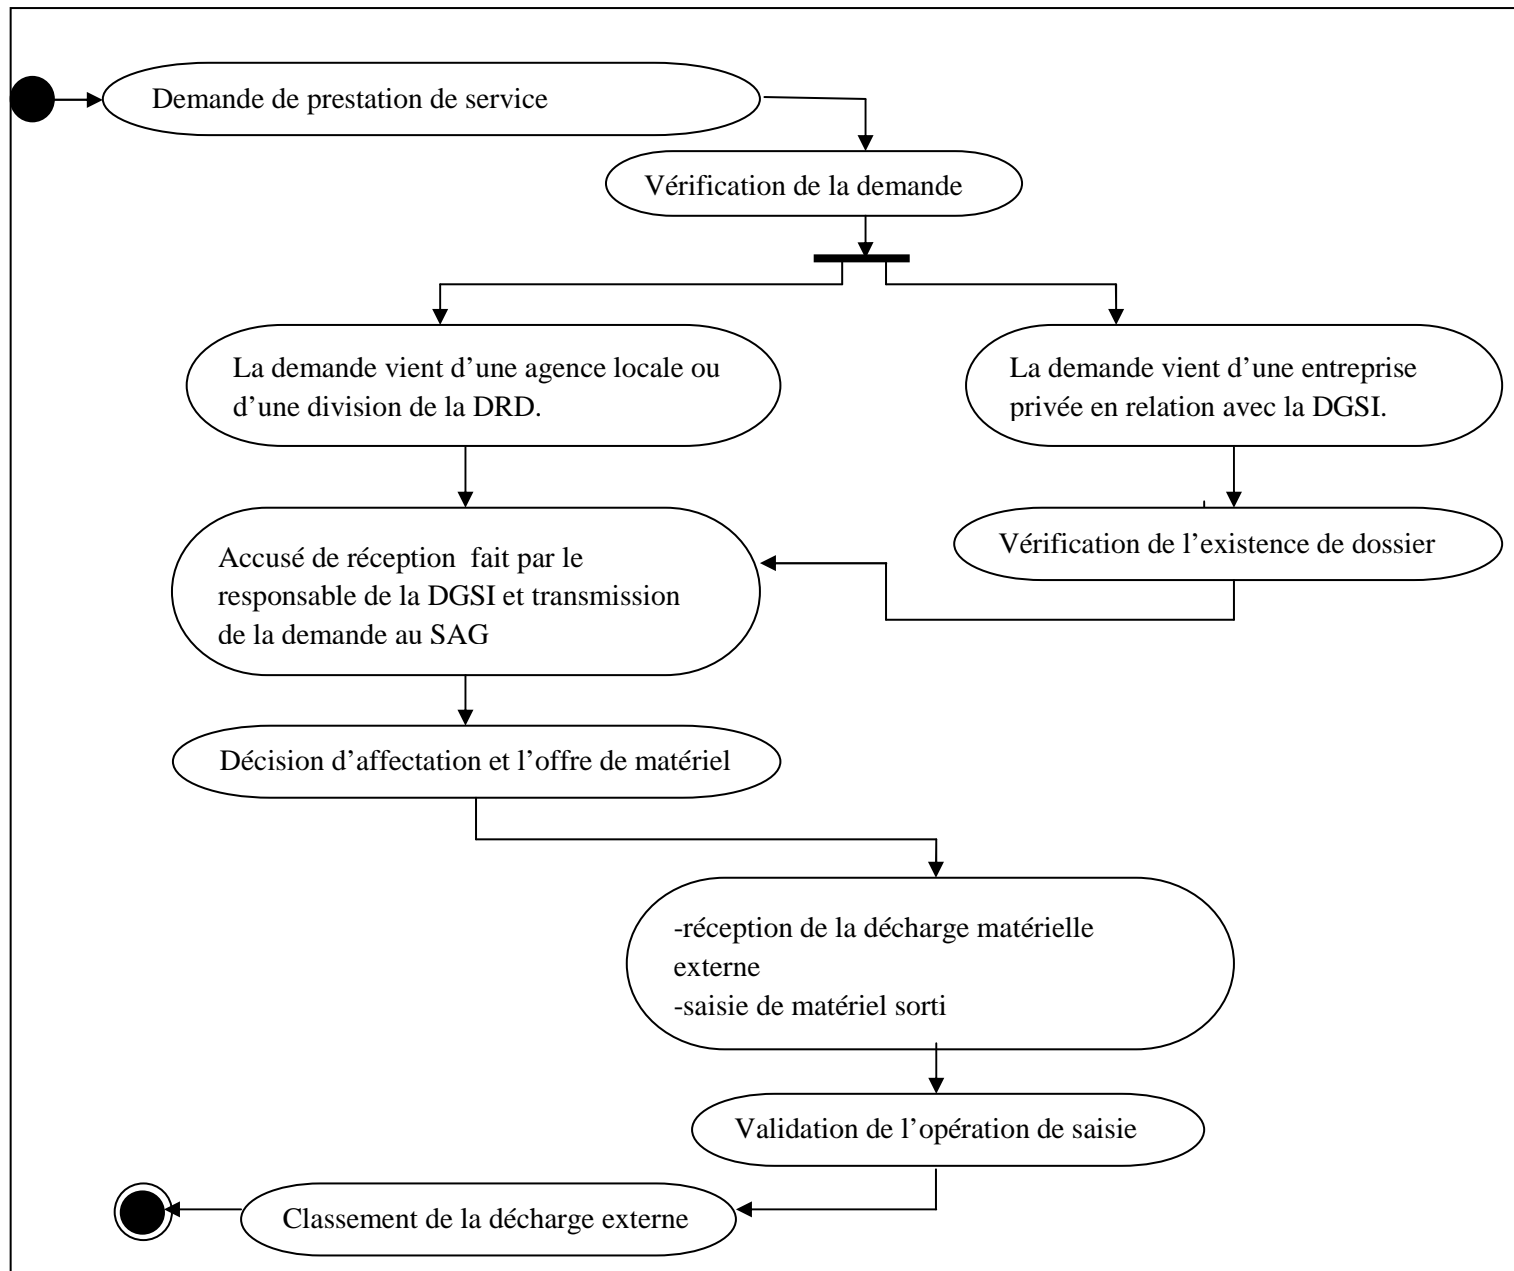 Demande de prestation de service
Vérification de la demande
La demande vient d’une agence locale ou
d’une division de la DRD.
La demande vient d’une entreprise
privée en relation avec la DGSI.
Accusé de réception  fait par le
responsable de la DGSI et transmission
de la demande au SAG
Vérification de l’existence de dossier
Décision d’affectation et l’offre de matériel
-réception de la décharge matérielle
externe
-saisie de matériel sorti
Validation de l’opération de saisie
Classement de la décharge externe